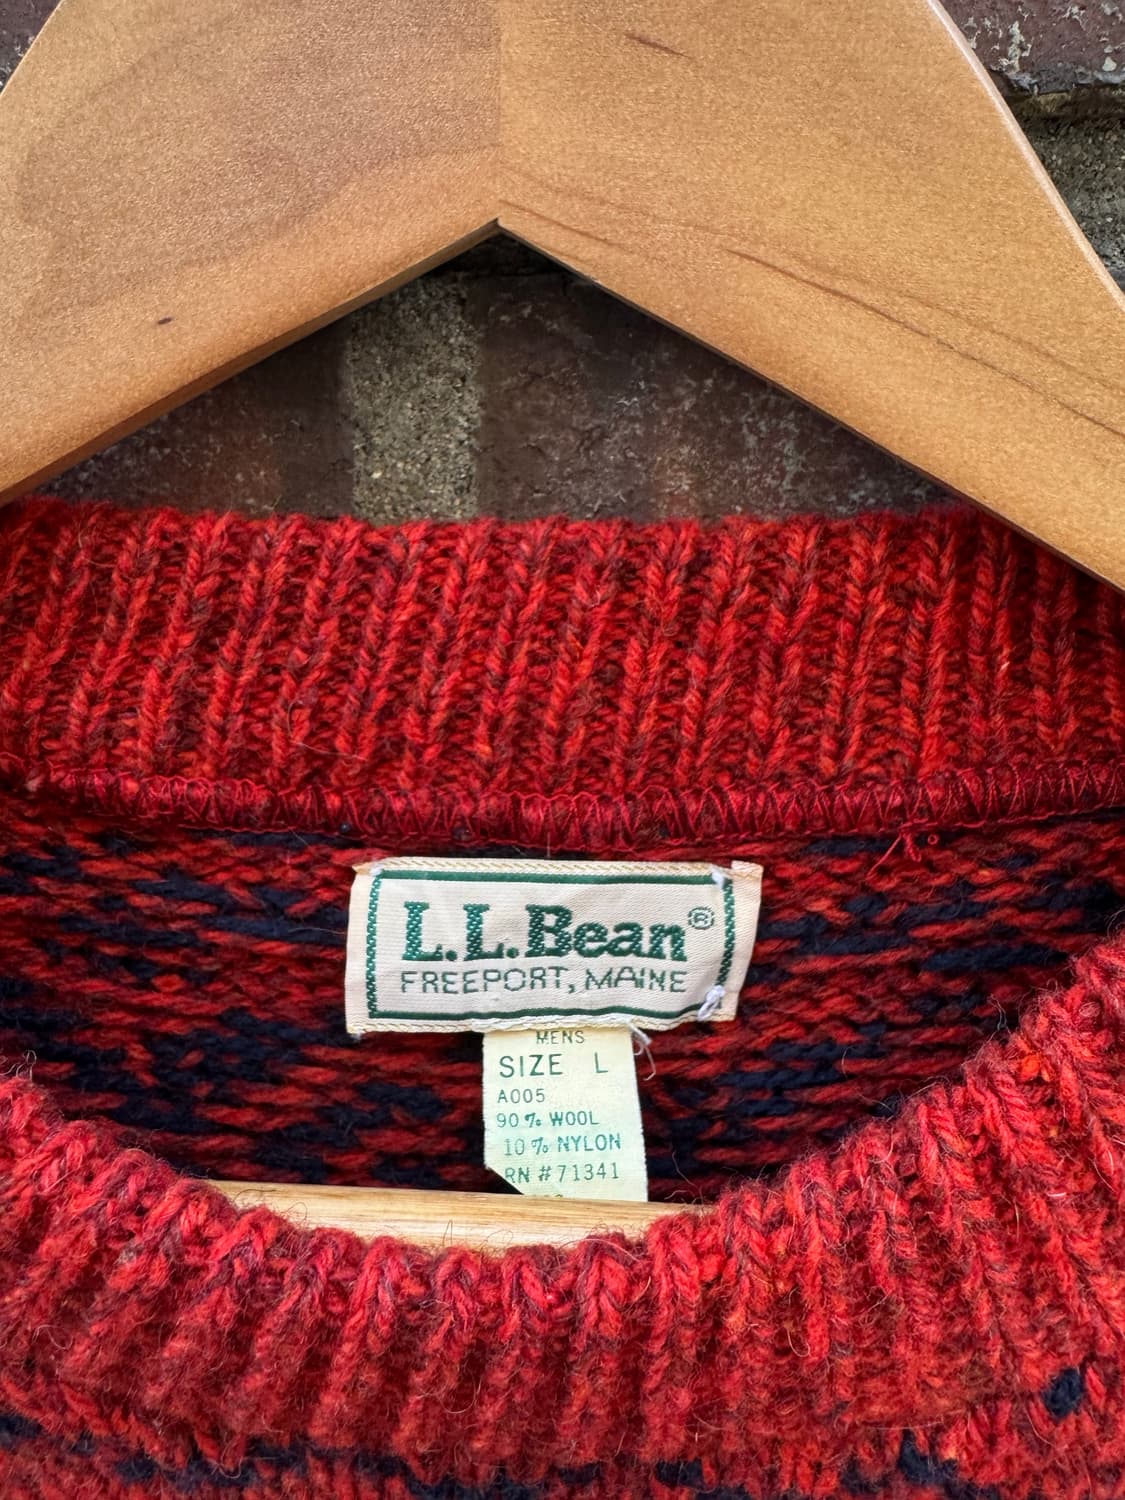 L.L.Bean®
FREEPORT, MAINE
MENS
SIZE L
A005
90% WOOL
10% NYLON
RN #71341